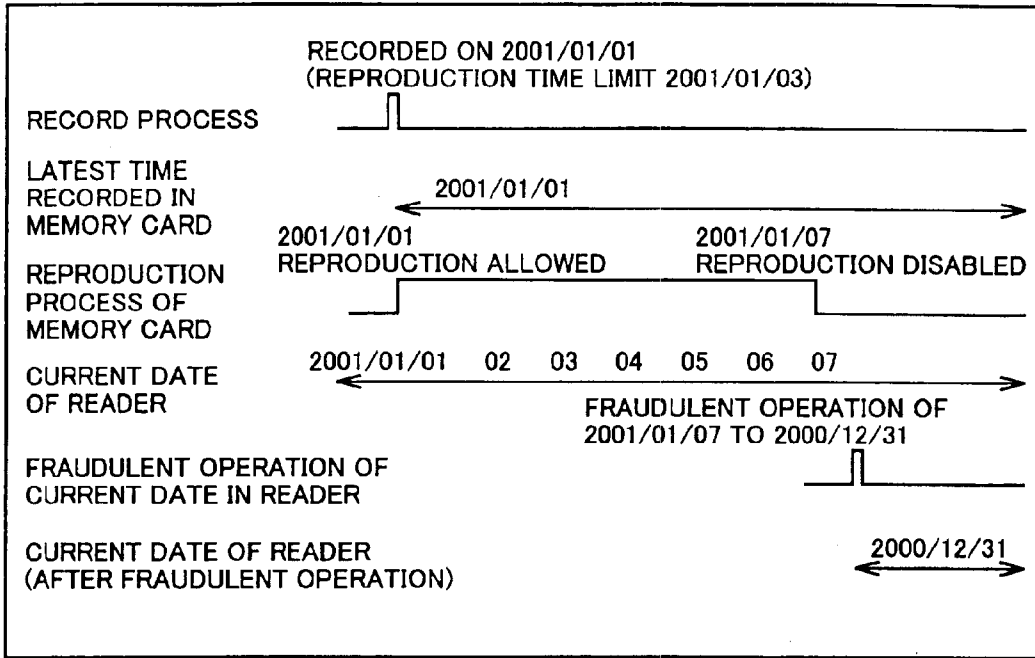 RECORDED ON 2001/01/01
(REPRODUCTION TIME LIMIT 2001/01/03)
RECORD PROCESS
LATEST TIME
RECORDED IN
MEMORY CARD
2001/01/01
2001/01/01
REPRODUCTION ALLOWED
2001/01/07
REPRODUCTION DISABLED
REPRODUCTION
PROCESS OF
MEMORY CARD
2001/01/01 02 03 04 05 06 07
CURRENT DATE
OF READER
FRAUDULENT OPERATION OF
2001/01/07 TO 2000/12/31
FRAUDULENT OPERATION OF
CURRENT DATE IN READER
CURRENT DATE OF READER
(AFTER FRAUDULENT OPERATION)
2000/12/31